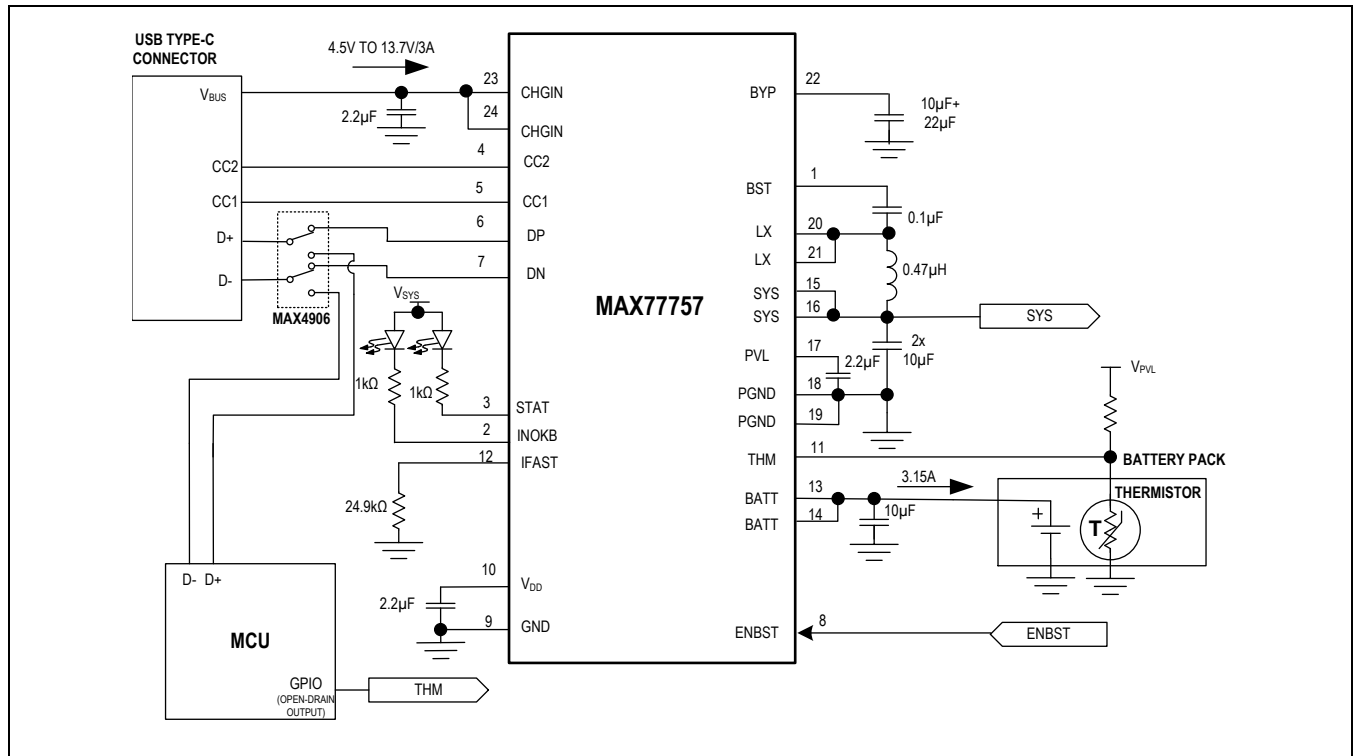 USB TYPE-C
CONNECTOR
4.5V TO 13.7V/3A
VBUS
CC2
CC1
D+
D-
MAX4906
2.2µF
23
24
4
5
6
7
CHGIN
CHGIN
CC2
CC1
DP
DN
VSYS
1kΩ
1kΩ
3
2
12
STAT
INOKB
IFAST
24.9kΩ
10
VDD
2.2µF
9
GND
D- D+
MCU
GPIO
(OPEN-DRAIN
OUTPUT)
THM
MAX77757
BYP
22
10µF+
22µF
BST
1
0.1µF
LX
20
LX
21
0.47µH
SYS
15
SYS
16
SYS
PVL
17
2.2µF
2x
10µF
PGND
18
PGND
19
THM
11
VPVL
BATTERY PACK
THERMISTOR
BATT
13
3.15A
BATT
14
10µF
+
T
ENBST
8
ENBST